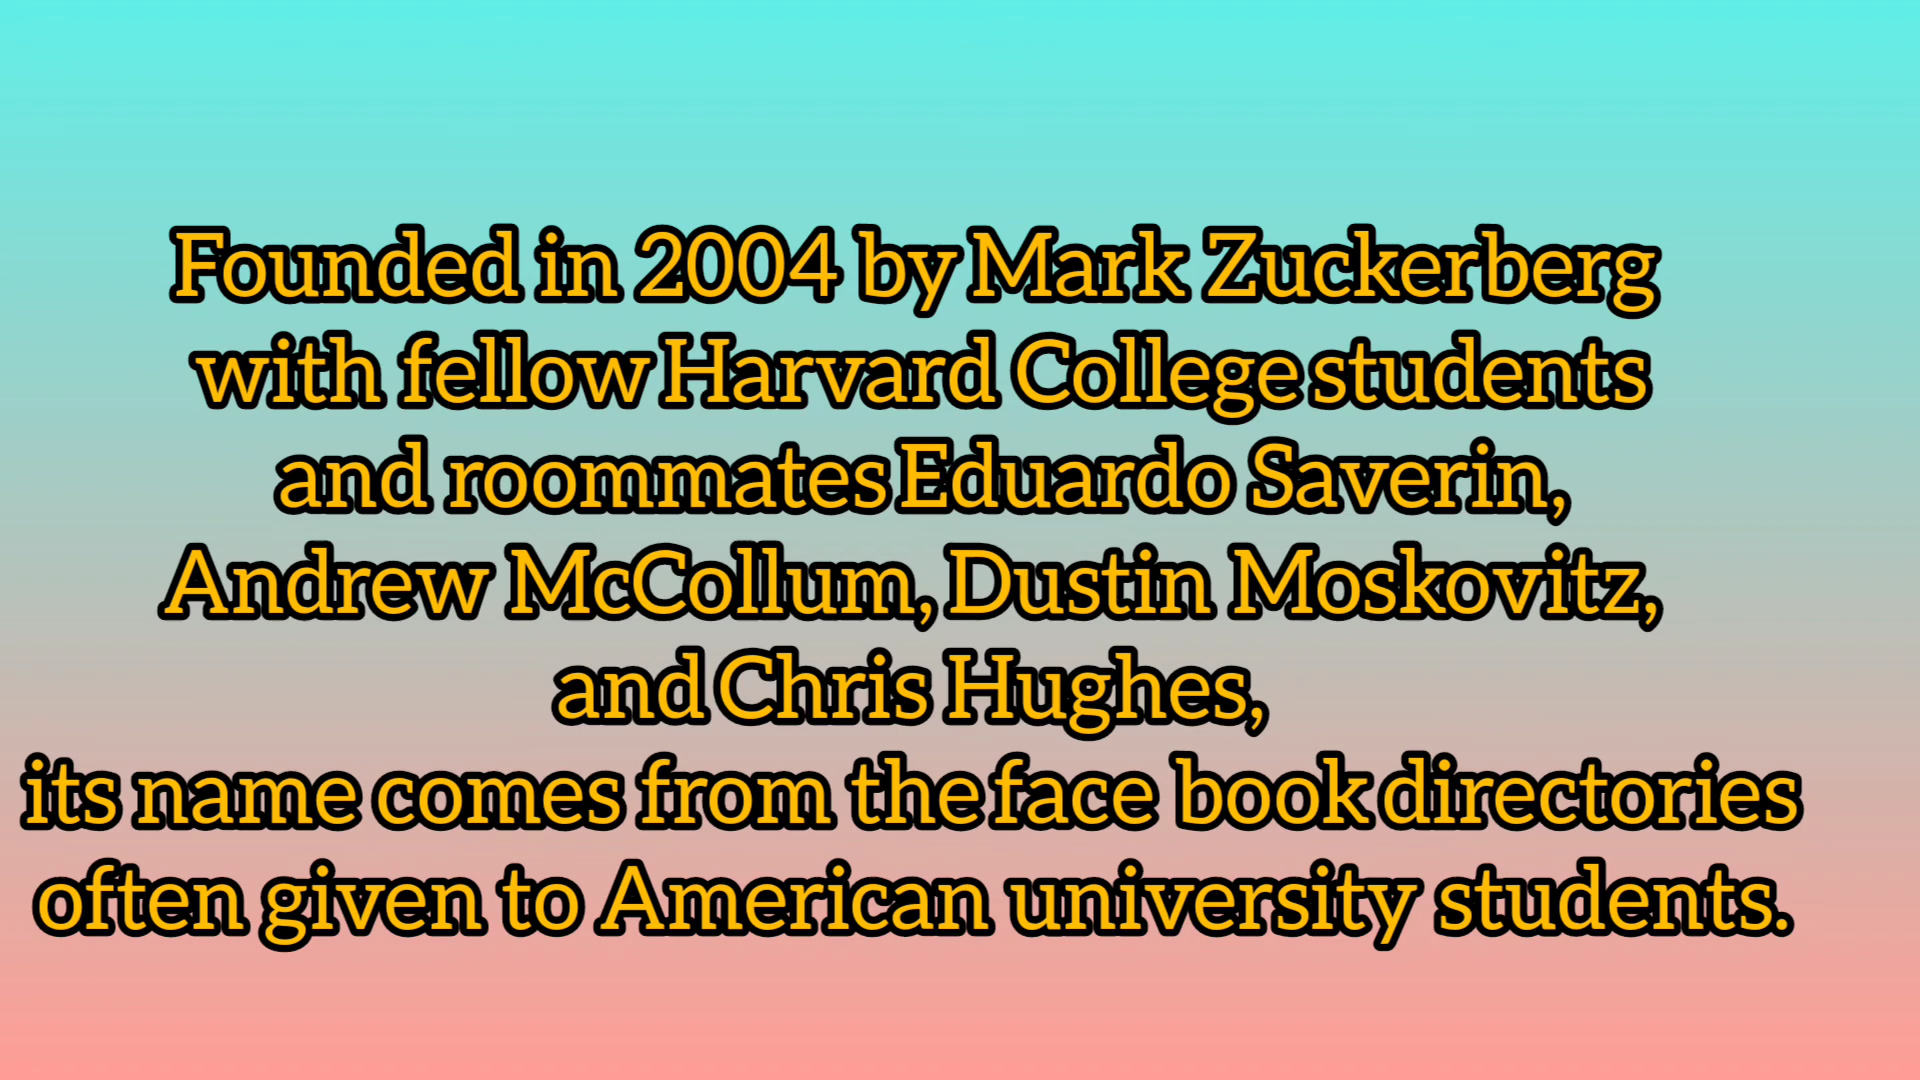 Founded in 2004 by Mark Zuckerberg
with fellow Harvard College students
and roommates Eduardo Saverin,
Andrew McCollum, Dustin Moskovitz,
and Chris Hughes,
its name comes from the face book directories
often given to American university students.